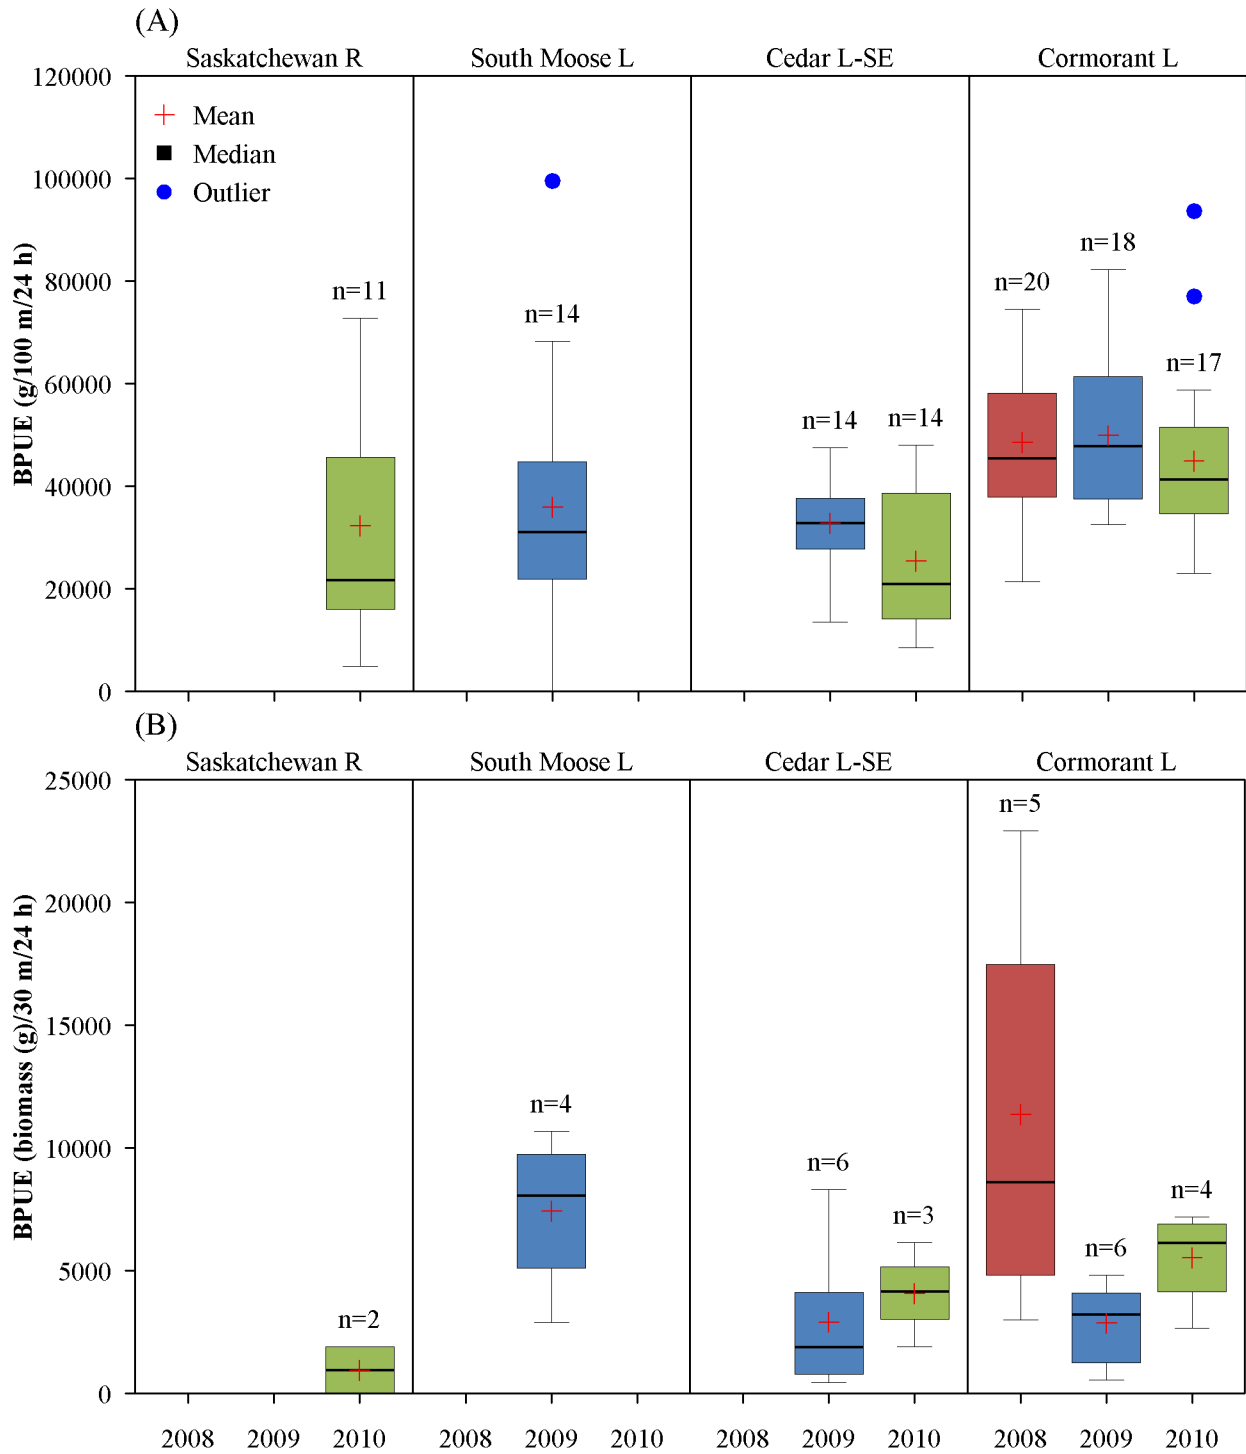 (A)
Saskatchewan R South Moose L Cedar L-SE Cormorant L
120000
100000
80000
60000
40000
20000
0
BPUE (g/100 m/24 h)
Mean
Median
Outlier
n=11
n=14
n=14
n=14
n=20
n=18
n=17
(B)
Saskatchewan R South Moose L Cedar L-SE Cormorant L
25000
20000
15000
10000
5000
0
BPUE (biomass (g)/30 m/24 h)
n=2
n=4
n=6
n=3
n=5
n=6
n=4
2008 2009 2010 2008 2009 2010 2008 2009 2010 2008 2009 2010